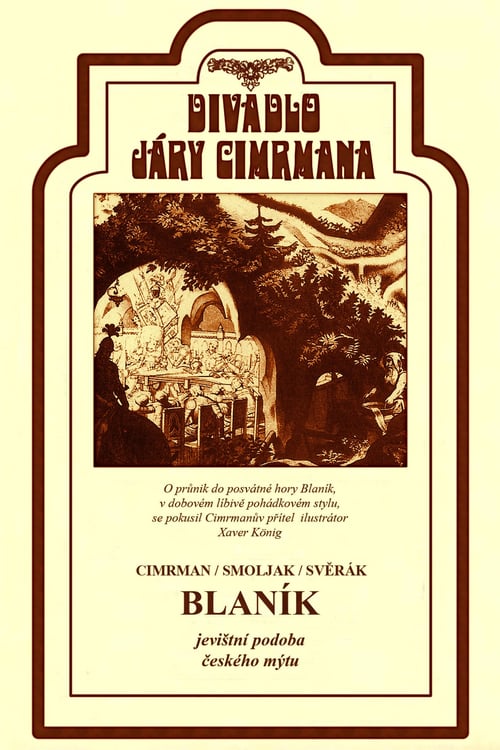 DIVADLO
JÁRY CIMRMANA
O průnik do posvátné hory Blaník,
v dobovém líbivě pohádkovém stylu,
se pokusil Cimrmanův přítel ilustrátor
Xaver König
CIMRMAN / SMOLJAK / SVĚRÁK
BLANÍK
jevištní podoba
českého mýtu